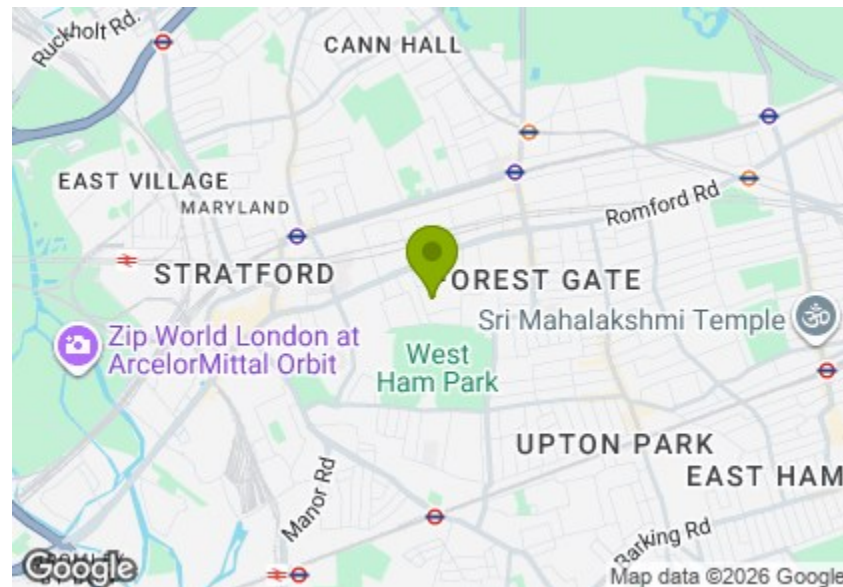 Ruckholt Rd.
CANN HALL
EAST VILLAGE
MARYLAND
Romford Rd
STRATFORD
OREST GATE
Sri Mahalakshmi Temple
Zip World London at
ArcelorMittal Orbit
West
Ham Park
UPTON PARK
EAST HAM
Manor Rd
Barking Rd
Google
Map data ©2026 Google